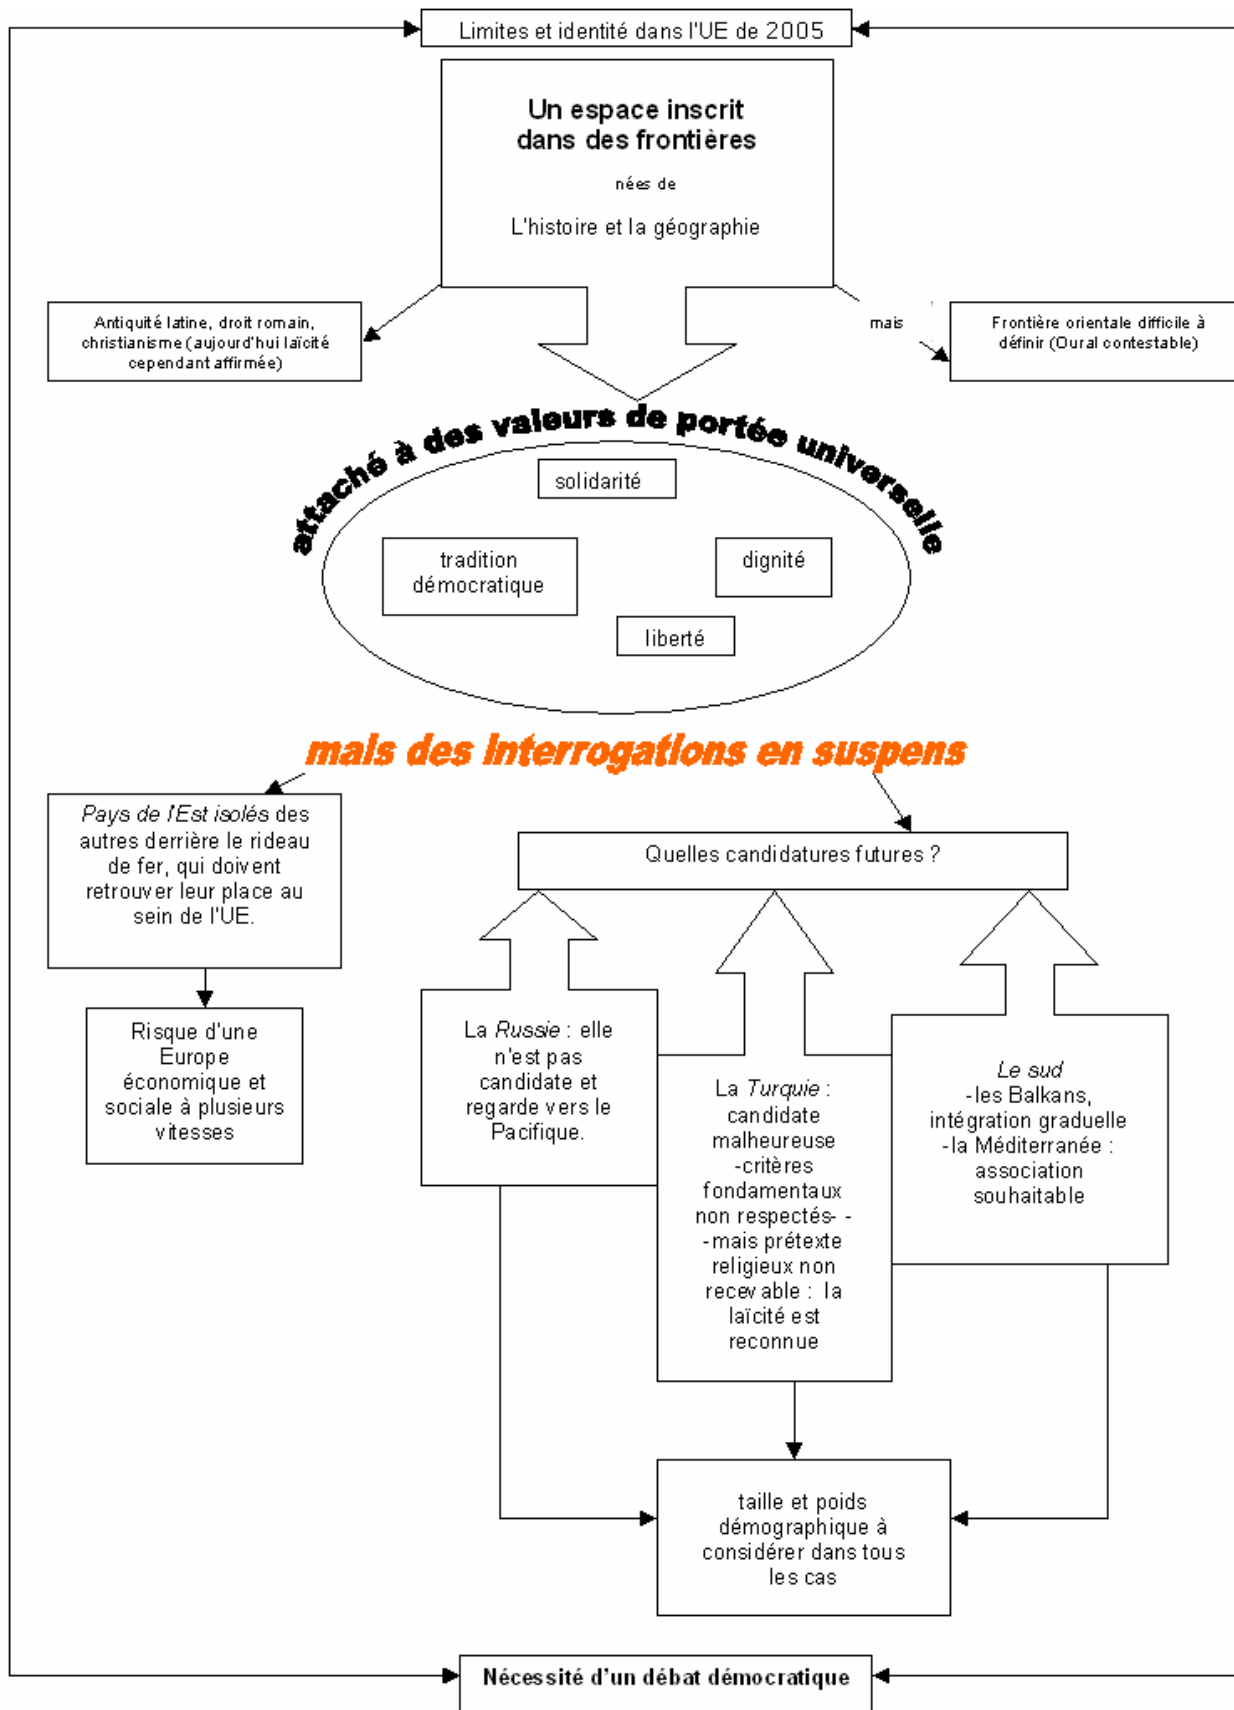 Limites et identité dans l'UE de 2005
Un espace inscrit
dans des frontières
nées de
L'histoire et la géographie
Antiquité latine, droit romain,
christianisme (aujourd'hui laïcité
cependant affirmée)
mais
Frontière orientale difficile à
définir (Oural contestable)
attaché à des valeurs de portée universelle
solidarité
tradition
démocratique
dignité
liberté
mais des interrogations en suspens
Pays de l'Est isolés des
autres derrière le rideau
de fer, qui doivent
retrouver leur place au
sein de l'UE.
Quelles candidatures futures ?
Risque d'une
Europe
économique et
sociale à plusieurs
vitesses
La Russie : elle
n'est pas
candidate et
regarde vers le
Pacifique.
La Turquie :
candidate
malheureuse
-critères
fondamentaux
non respectés- -
-mais prétexte
religieux non
recevable : la
laïcité est
reconnue
Le sud
-les Balkans,
intégration graduelle
-la Méditerranée :
association
souhaitable
taille et poids
démographique à
considérer dans tous
les cas
Nécessité d'un débat démocratique